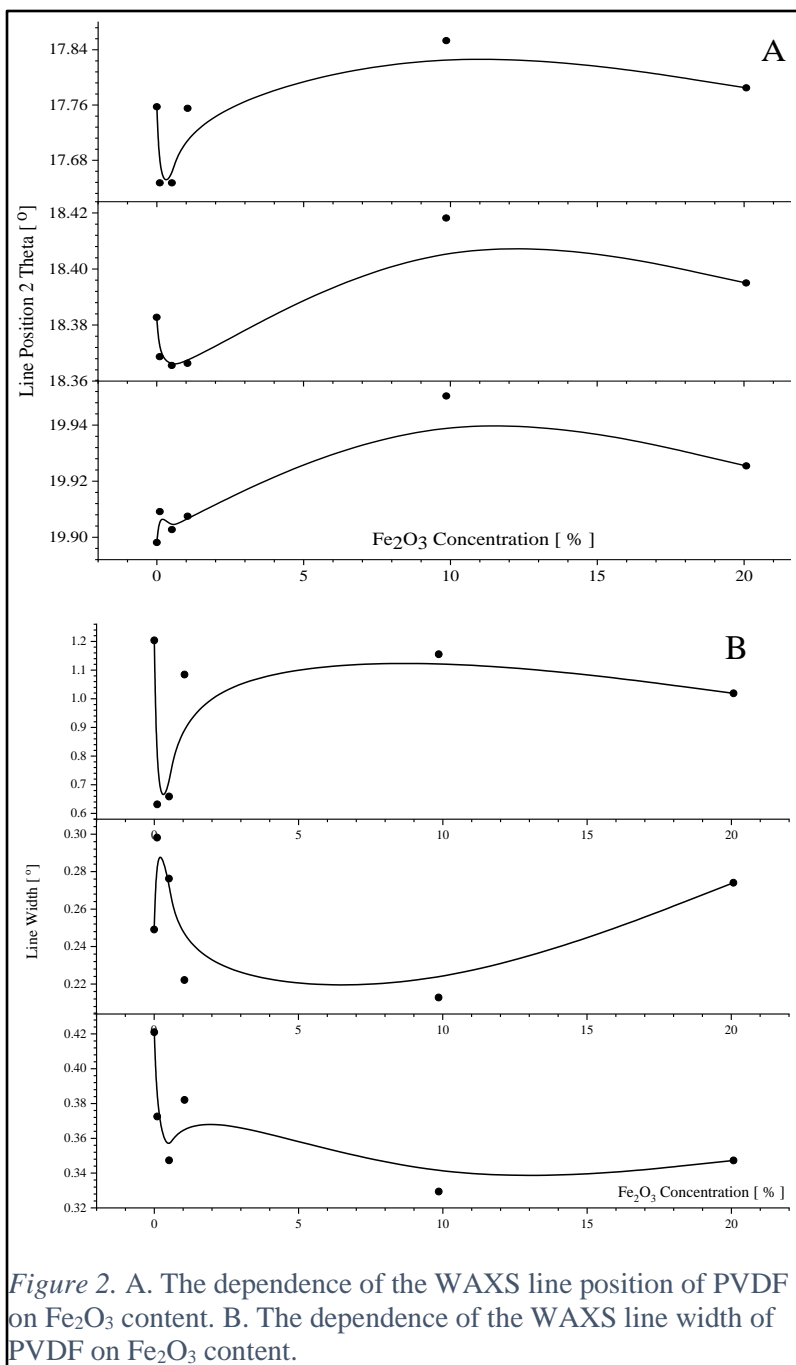 A
17.84
17.76
17.68
0 5 10 15 20
18.42
18.40
18.38
18.36
Line Position 2 Theta [ º ]
19.94
19.92
19.90
Fe2O3 Concentration [ % ]
0 5 10 15 20
B
1.2
1.1
1.0
0.9
0.8
0.7
0.6
0 5 10 15 20
0.30
0.28
0.26
0.24
0.22
Line Width [ º ]
0 5 10 15 20
0.42
0.40
0.38
0.36
0.34
0.32
Fe₂O₃ Concentration [ % ]
0 5 10 15 20
Figure 2. A. The dependence of the WAXS line position of PVDF
on Fe₂O₃ content. B. The dependence of the WAXS line width of
PVDF on Fe₂O₃ content.